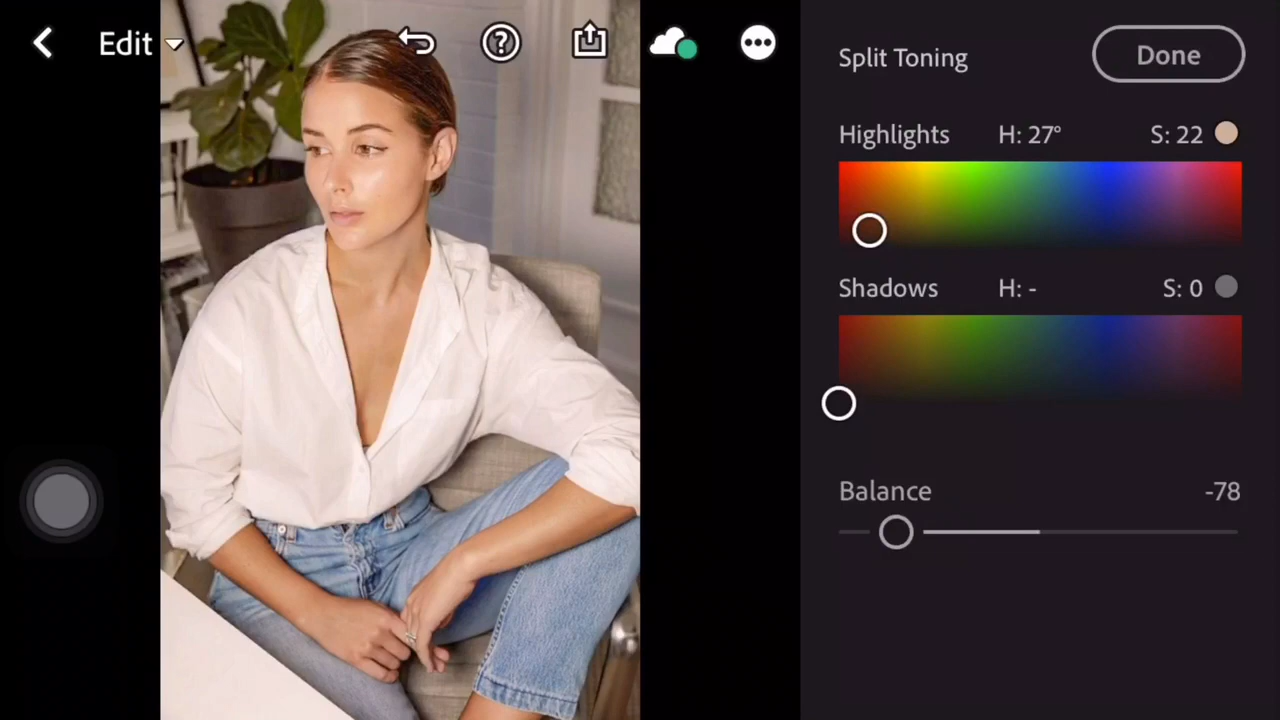 Edit
Split Toning
Done
Highlights H: 27° S: 22
Shadows H: - S: 0
Balance -78